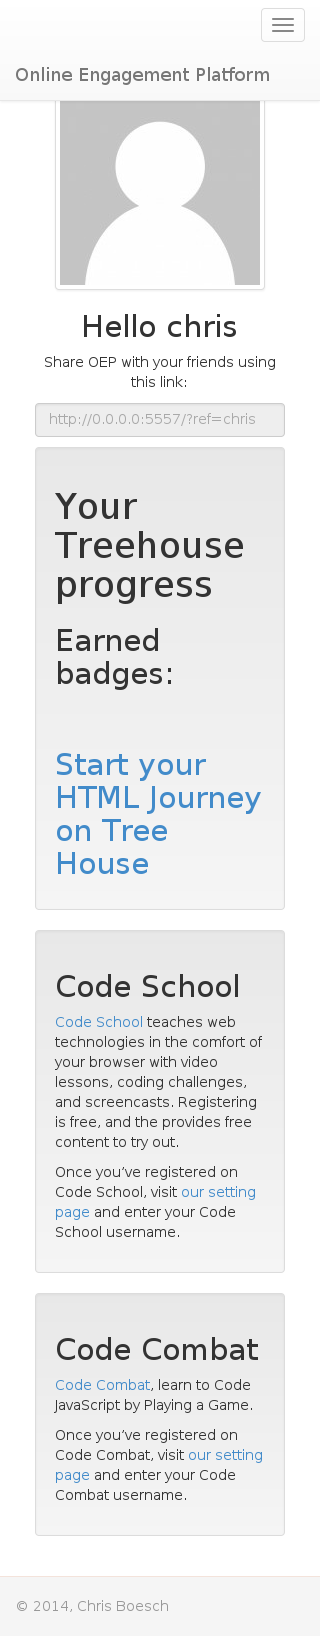 Online Engagement Platform
Hello chris
Share OEP with your friends using
this link:
http://0.0.0.0:5557/?ref=chris
Your
Treehouse
progress
Earned
badges:
Start your
HTML Journey
on Tree
House
Code School
Code School teaches web
technologies in the comfort of
your browser with video
lessons, coding challenges,
and screencasts. Registering
is free, and the provides free
content to try out.
Once you’ve registered on
Code School, visit our setting
page and enter your Code
School username.
Code Combat
Code Combat, learn to Code
JavaScript by Playing a Game.
Once you’ve registered on
Code Combat, visit our setting
page and enter your Code
Combat username.
© 2014, Chris Boesch